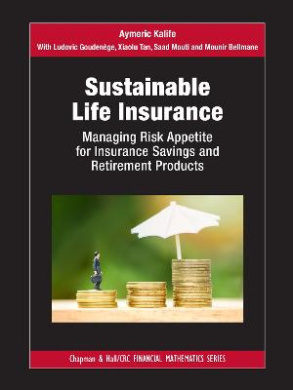 Aymeric Kalife
With Ludovic Goudenège, Xiaolu Tan, Saad Mouti and Mounir Bellmane
Sustainable
Life Insurance
Managing Risk Appetite
for Insurance Savings and
Retirement Products
Chapman & Hall/CRC FINANCIAL MATHEMATICS SERIES